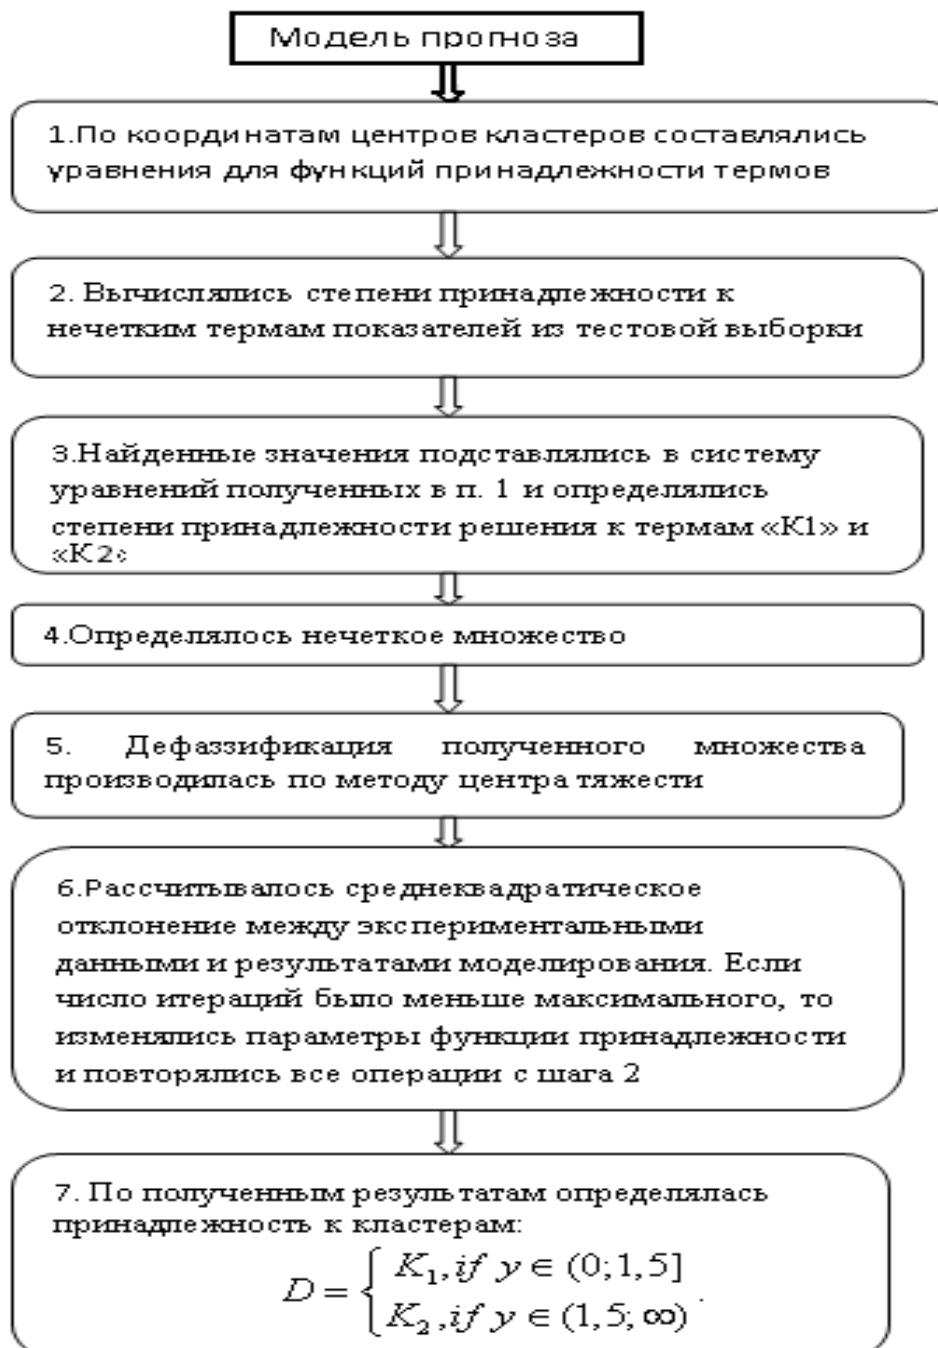 Модель прогноза
1.По координатам центров кластеров составлялись
уравнения для функций принадлежности термов
2. Вычислялись степени принадлежности к
нечетким термам показателей из тестовой выборки
3.Найденные значения подставлялись в систему
уравнений полученных в п. 1 и определялись
степени принадлежности решения к термам «К1» и
«К2»
4.Определялось нечеткое множество
5. Дефаззификация полученного множества
производилась по методу центра тяжести
6.Рассчитывалось среднеквадратическое
отклонение между экспериментальными
данными и результатами моделирования. Если
число итераций было меньше максимального, то
изменялись параметры функции принадлежности
и повторялись все операции с шага 2
7. По полученным результатам определялась
принадлежность к кластерам:
D = { K₁, if y ∈ (0; 1,5]
K₂, if y ∈ (1,5; ∞) .